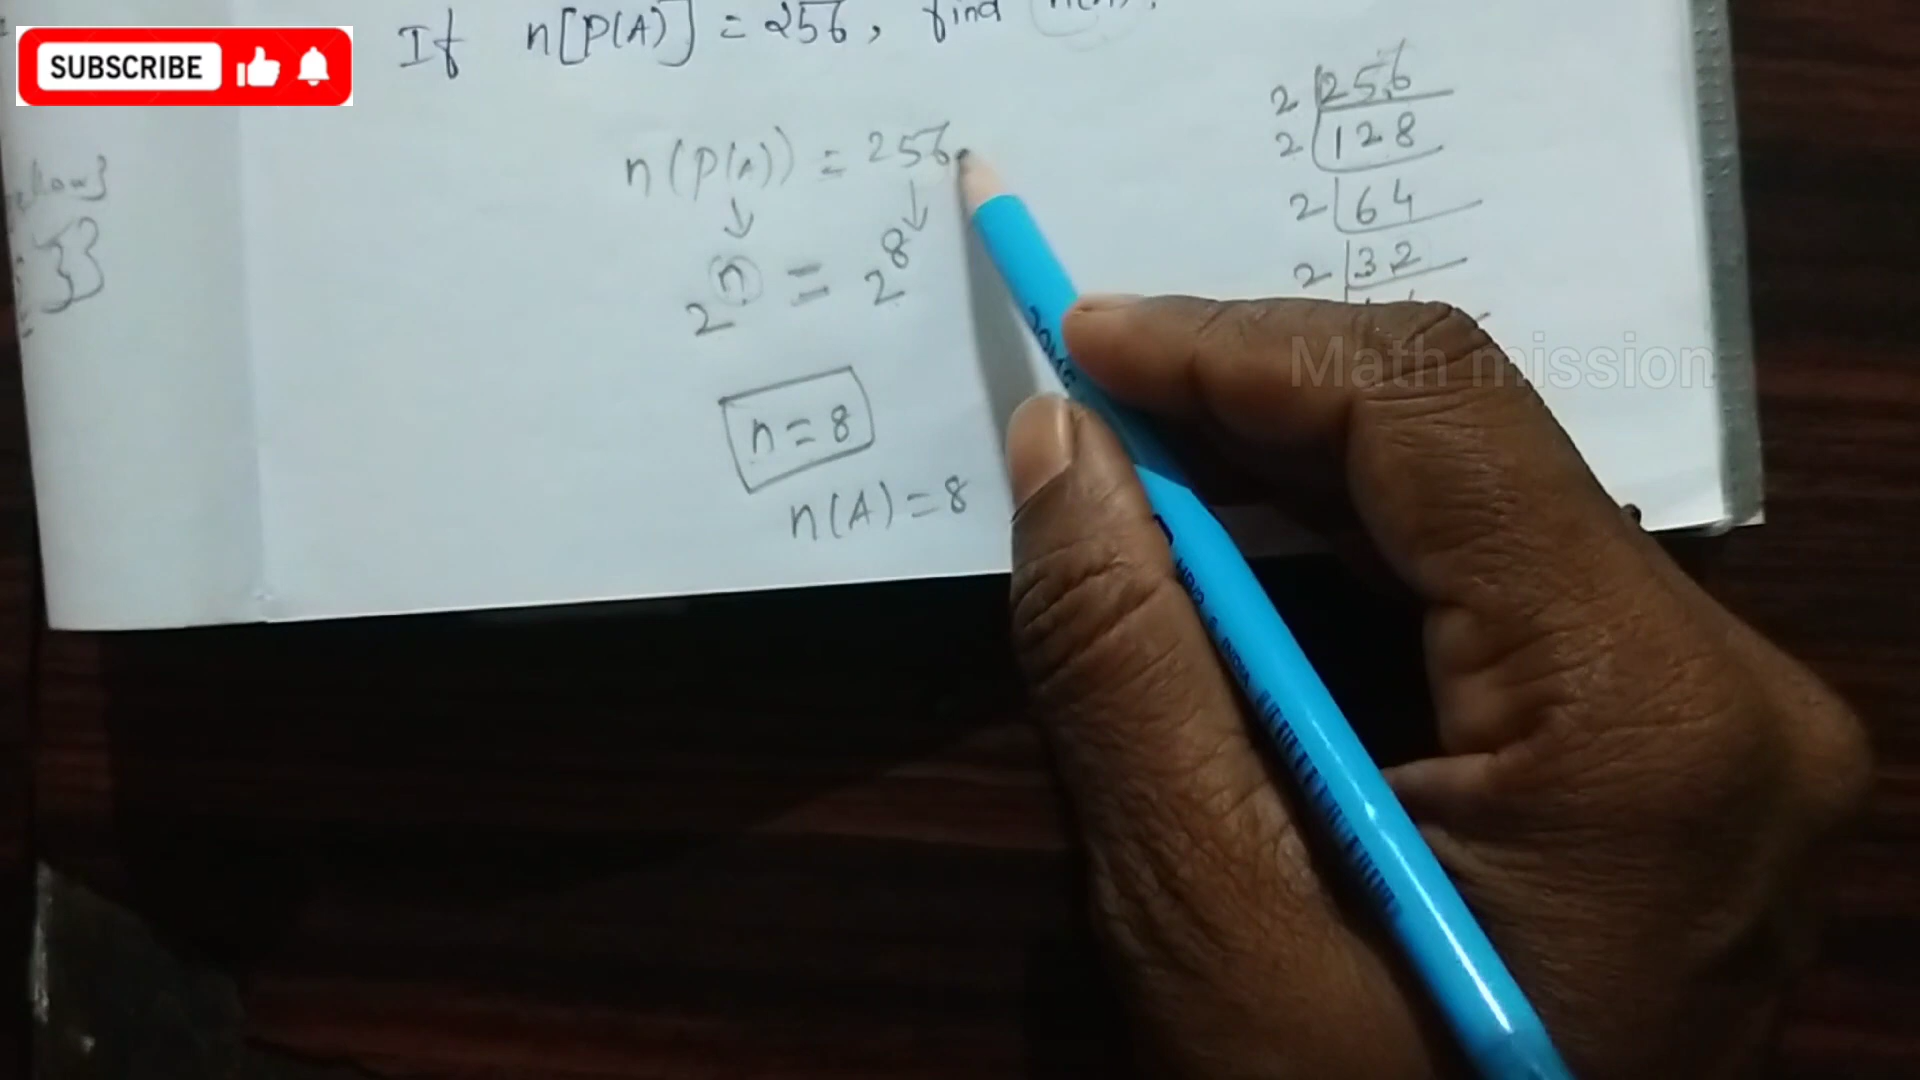 SUBSCRIBE
If n[P(A)] = 256, find
n(P(A)) = 256
2^n = 2^8
n = 8
n(A) = 8
2 256
2 128
2 64
2 32
Math mission